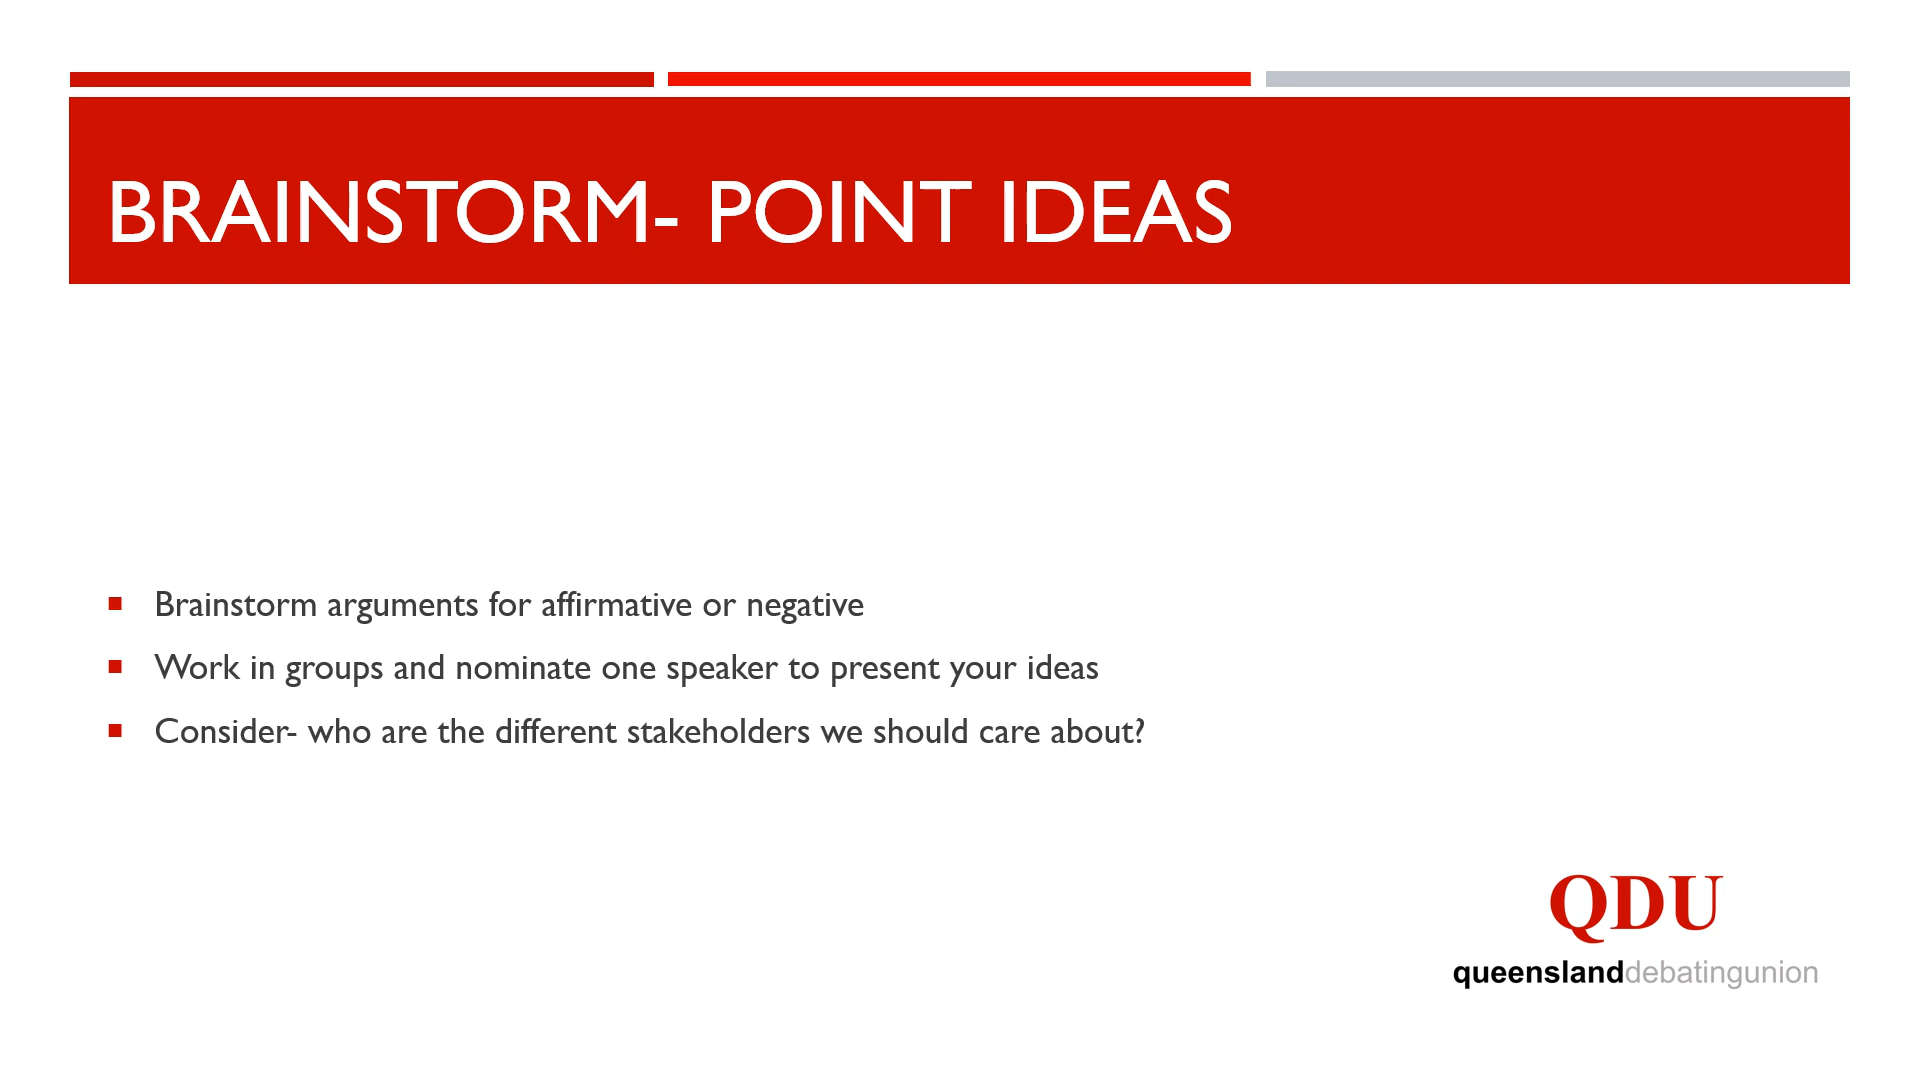 BRAINSTORM- POINT IDEAS
Brainstorm arguments for affirmative or negative
Work in groups and nominate one speaker to present your ideas
Consider- who are the different stakeholders we should care about?
QDU
queenslanddebatingunion